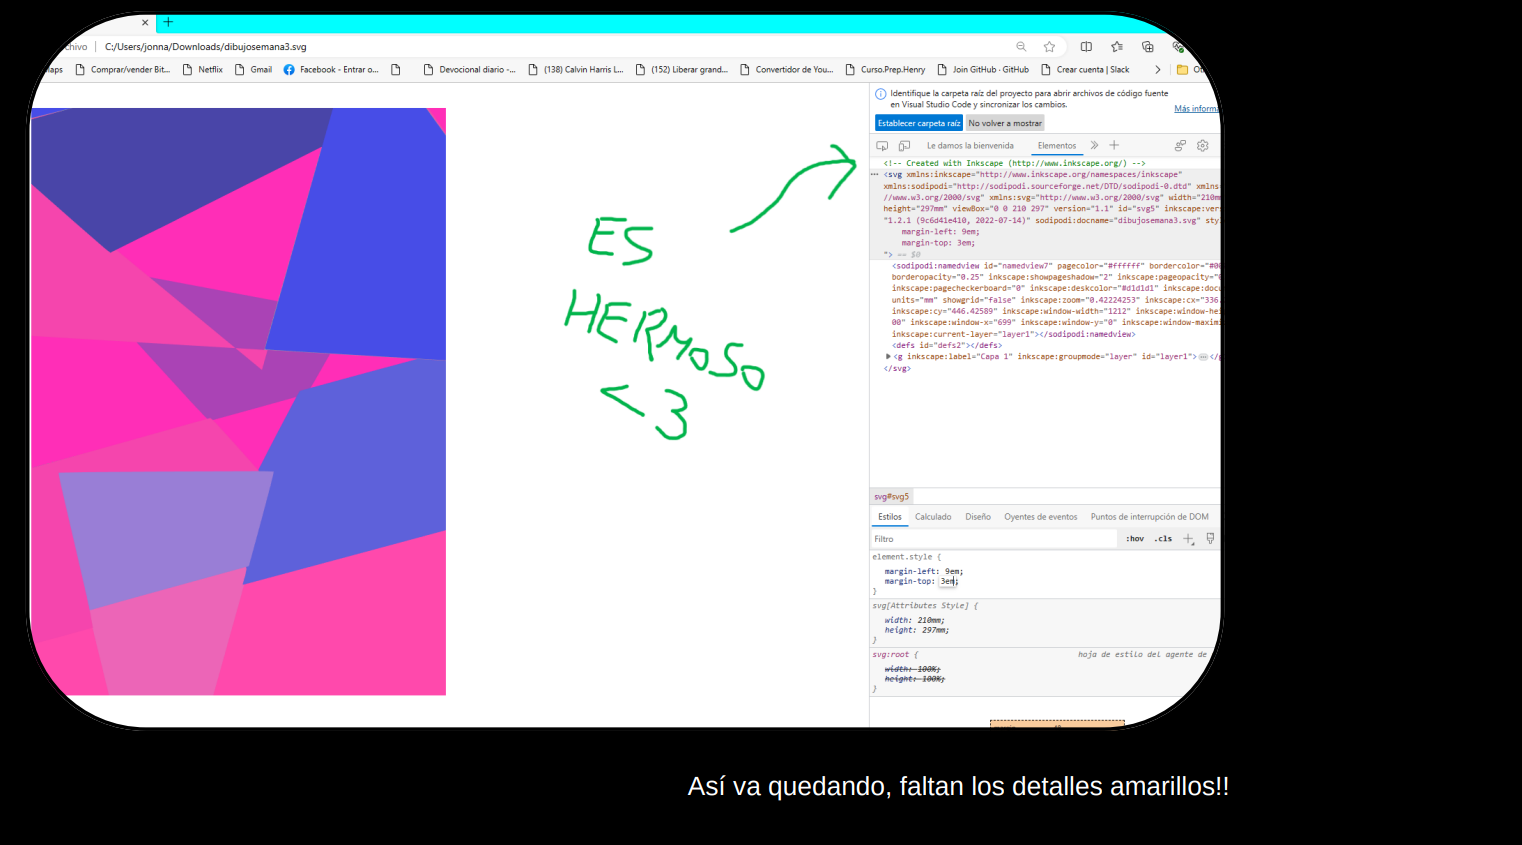 chivo
C:/Users/jonna/Downloads/dibujosemana3.svg
aps
Comprar/vender Bit...
Netflix
Gmail
Facebook - Entrar o...
Devocional diario -...
(138) Calvin Harris L...
(152) Liberar grand...
Convertidor de You...
Curso.Prep.Henry
Join GitHub · GitHub
Crear cuenta | Slack
Identifique la carpeta raíz del proyecto para abrir archivos de código fuente
en Visual Studio Code y sincronizar los cambios.
Más inform
Establecer carpeta raíz
No volver a mostrar
Le damos la bienvenida
Elementos
<!-- Created with Inkscape (http://www.inkscape.org/) -->
<svg xmlns:inkscape="http://www.inkscape.org/namespaces/inkscape"
xmlns:sodipodi="http://sodipodi.sourceforge.net/DTD/sodipodi-0.dtd" xmlns
//www.w3.org/2000/svg" xmlns:svg="http://www.w3.org/2000/svg" width="210m
height="297mm" viewBox="0 0 210 297" version="1.1" id="svg5" inkscape:ver
"1.2.1 (9c6d41e410, 2022-07-14)" sodipodi:docname="dibujosemana3.svg" sty
margin-left: 9em;
margin-top: 3em;
"> == $0
<sodipodi:namedview id="namedview7" pagecolor="#ffffff" bordercolor="#00
borderopacity="0.25" inkscape:showpageshadow="2" inkscape:pageopacity="
inkscape:pagecheckerboard="0" inkscape:deskcolor="#d1d1d1" inkscape:docu
units="mm" showgrid="false" inkscape:zoom="0.42224253" inkscape:cx="336.
inkscape:cy="446.42589" inkscape:window-width="1212" inkscape:window-hei
00" inkscape:window-x="699" inkscape:window-y="0" inkscape:window-maximi
inkscape:current-layer="layer1"></sodipodi:namedview>
<defs id="defs2"></defs>
<g inkscape:label="Capa 1" inkscape:groupmode="layer" id="layer1"> ⋯ </g
</svg>
ES
HERMOSO
<3
svg#svg5
Estilos
Calculado
Diseño
Oyentes de eventos
Puntos de interrupción de DOM
Filtro
:hov
.cls
element.style {
margin-left: 9em;
margin-top: 3em;
}
svg[Attributes Style] {
width: 210mm;
height: 297mm;
}
svg:root {
hoja de estilo del agente de
width: 100%;
height: 100%;
}
Así va quedando, faltan los detalles amarillos!!